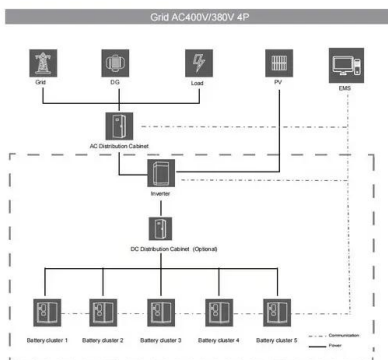 Grid AC400V/380V 4P
Grid
DG
Load
PV
EMS
AC Distribution Cabinet
Inverter
DC Distribution Cabinet (Optional)
Battery cluster 1
Battery cluster 2
Battery cluster 3
Battery cluster 4
Battery cluster 5
Communication
Power